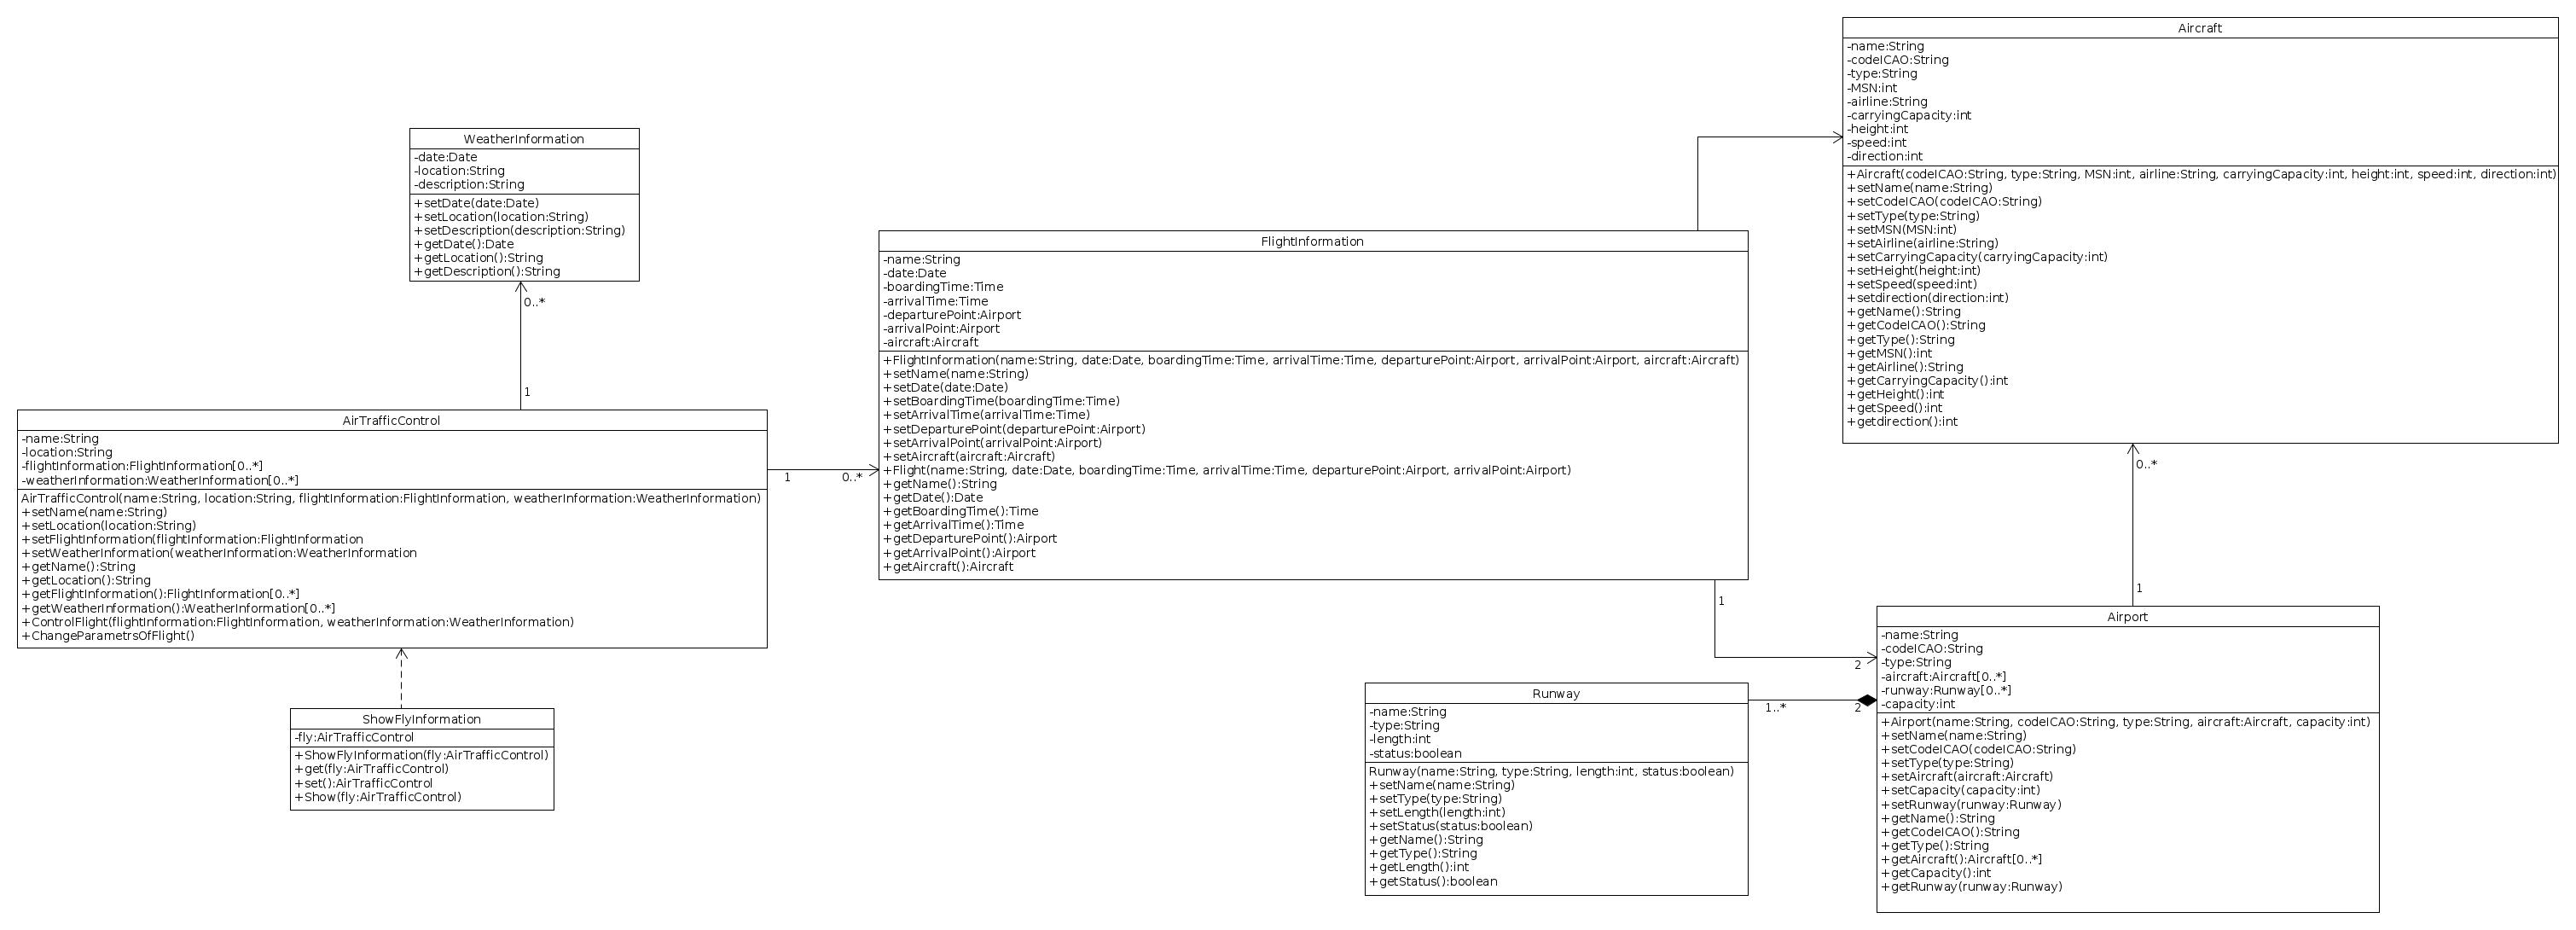 Aircraft
-name:String
-codeICAO:String
-type:String
-MSN:int
-airline:String
-carryingCapacity:int
-height:int
-speed:int
-direction:int
+Aircraft(codeICAO:String, type:String, MSN:int, airline:String, carryingCapacity:int, height:int, speed:int, direction:int)
+setName(name:String)
+setCodeICAO(codeICAO:String)
+setType(type:String)
+setMSN(MSN:int)
+setAirline(airline:String)
+setCarryingCapacity(carryingCapacity:int)
+setHeight(height:int)
+setSpeed(speed:int)
+setdirection(direction:int)
+getName():String
+getCodeICAO():String
+getType():String
+getMSN():int
+getAirline():String
+getCarryingCapacity():int
+getHeight():int
+getSpeed():int
+getdirection():int
WeatherInformation
-date:Date
-location:String
-description:String
+setDate(date:Date)
+setLocation(location:String)
+setDescription(description:String)
+getDate():Date
+getLocation():String
+getDescription():String
0..*
1
FlightInformation
-name:String
-date:Date
-boardingTime:Time
-arrivalTime:Time
-departurePoint:Airport
-arrivalPoint:Airport
-aircraft:Aircraft
+FlightInformation(name:String, date:Date, boardingTime:Time, arrivalTime:Time, departurePoint:Airport, arrivalPoint:Airport, aircraft:Aircraft)
+setName(name:String)
+setDate(date:Date)
+setBoardingTime(boardingTime:Time)
+setArrivalTime(arrivalTime:Time)
+setDeparturePoint(departurePoint:Airport)
+setArrivalPoint(arrivalPoint:Airport)
+setAircraft(aircraft:Aircraft)
+Flight(name:String, date:Date, boardingTime:Time, arrivalTime:Time, departurePoint:Airport, arrivalPoint:Airport)
+getName():String
+getDate():Date
+getBoardingTime():Time
+getArrivalTime():Time
+getDeparturePoint():Airport
+getArrivalPoint():Airport
+getAircraft():Aircraft
AirTrafficControl
-name:String
-location:String
-flightInformation:FlightInformation[0..*]
-weatherInformation:WeatherInformation[0..*]
AirTrafficControl(name:String, location:String, flightInformation:FlightInformation, weatherInformation:WeatherInformation)
+setName(name:String)
+setLocation(location:String)
+setFlightInformation(flightInformation:FlightInformation
+setWeatherInformation(weatherInformation:WeatherInformation
+getName():String
+getLocation():String
+getFlightInformation():FlightInformation[0..*]
+getWeatherInformation():WeatherInformation[0..*]
+ControlFlight(flightInformation:FlightInformation, weatherInformation:WeatherInformation)
+ChangeParametrsOfFlight()
1
0..*
0..*
1
1
2
Airport
-name:String
-codeICAO:String
-type:String
-aircraft:Aircraft[0..*]
-runway:Runway[0..*]
-capacity:int
+Airport(name:String, codeICAO:String, type:String, aircraft:Aircraft, capacity:int)
+setName(name:String)
+setCodeICAO(codeICAO:String)
+setType(type:String)
+setAircraft(aircraft:Aircraft)
+setCapacity(capacity:int)
+setRunway(runway:Runway)
+getName():String
+getCodeICAO():String
+getType():String
+getAircraft():Aircraft[0..*]
+getCapacity():int
+getRunway(runway:Runway)
1..*
2
Runway
-name:String
-type:String
-length:int
-status:boolean
Runway(name:String, type:String, length:int, status:boolean)
+setName(name:String)
+setType(type:String)
+setLength(length:int)
+setStatus(status:boolean)
+getName():String
+getType():String
+getLength():int
+getStatus():boolean
ShowFlyInformation
-fly:AirTrafficControl
+ShowFlyInformation(fly:AirTrafficControl)
+get(fly:AirTrafficControl)
+set():AirTrafficControl
+Show(fly:AirTrafficControl)